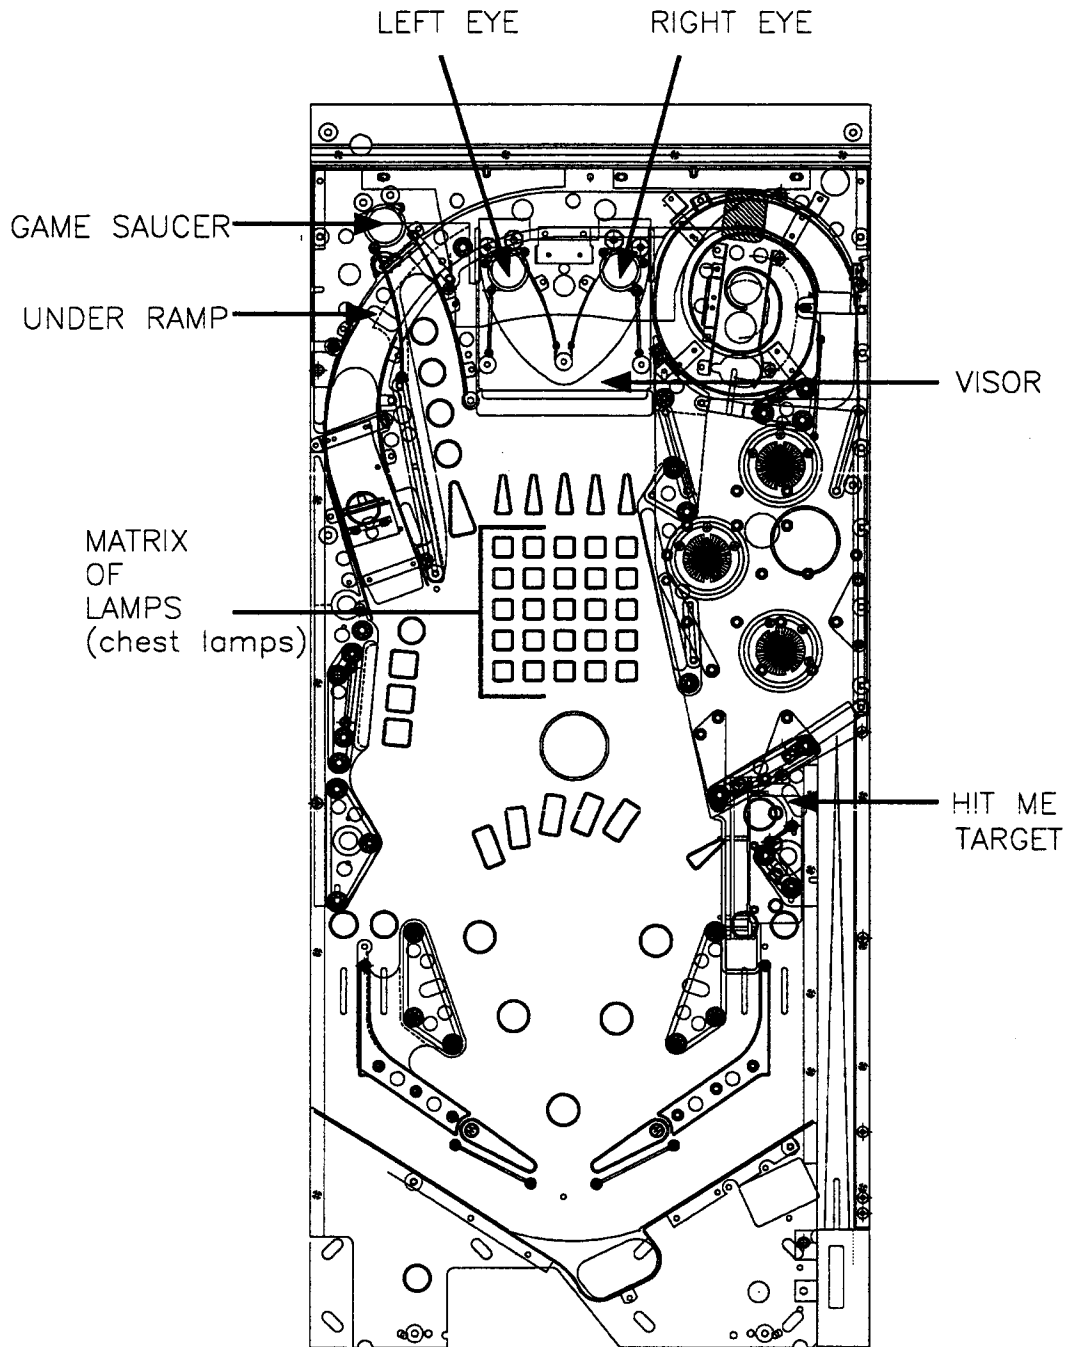 LEFT EYE
RIGHT EYE
GAME SAUCER
UNDER RAMP
VISOR
MATRIX
OF
LAMPS
(chest lamps)
HIT ME
TARGET